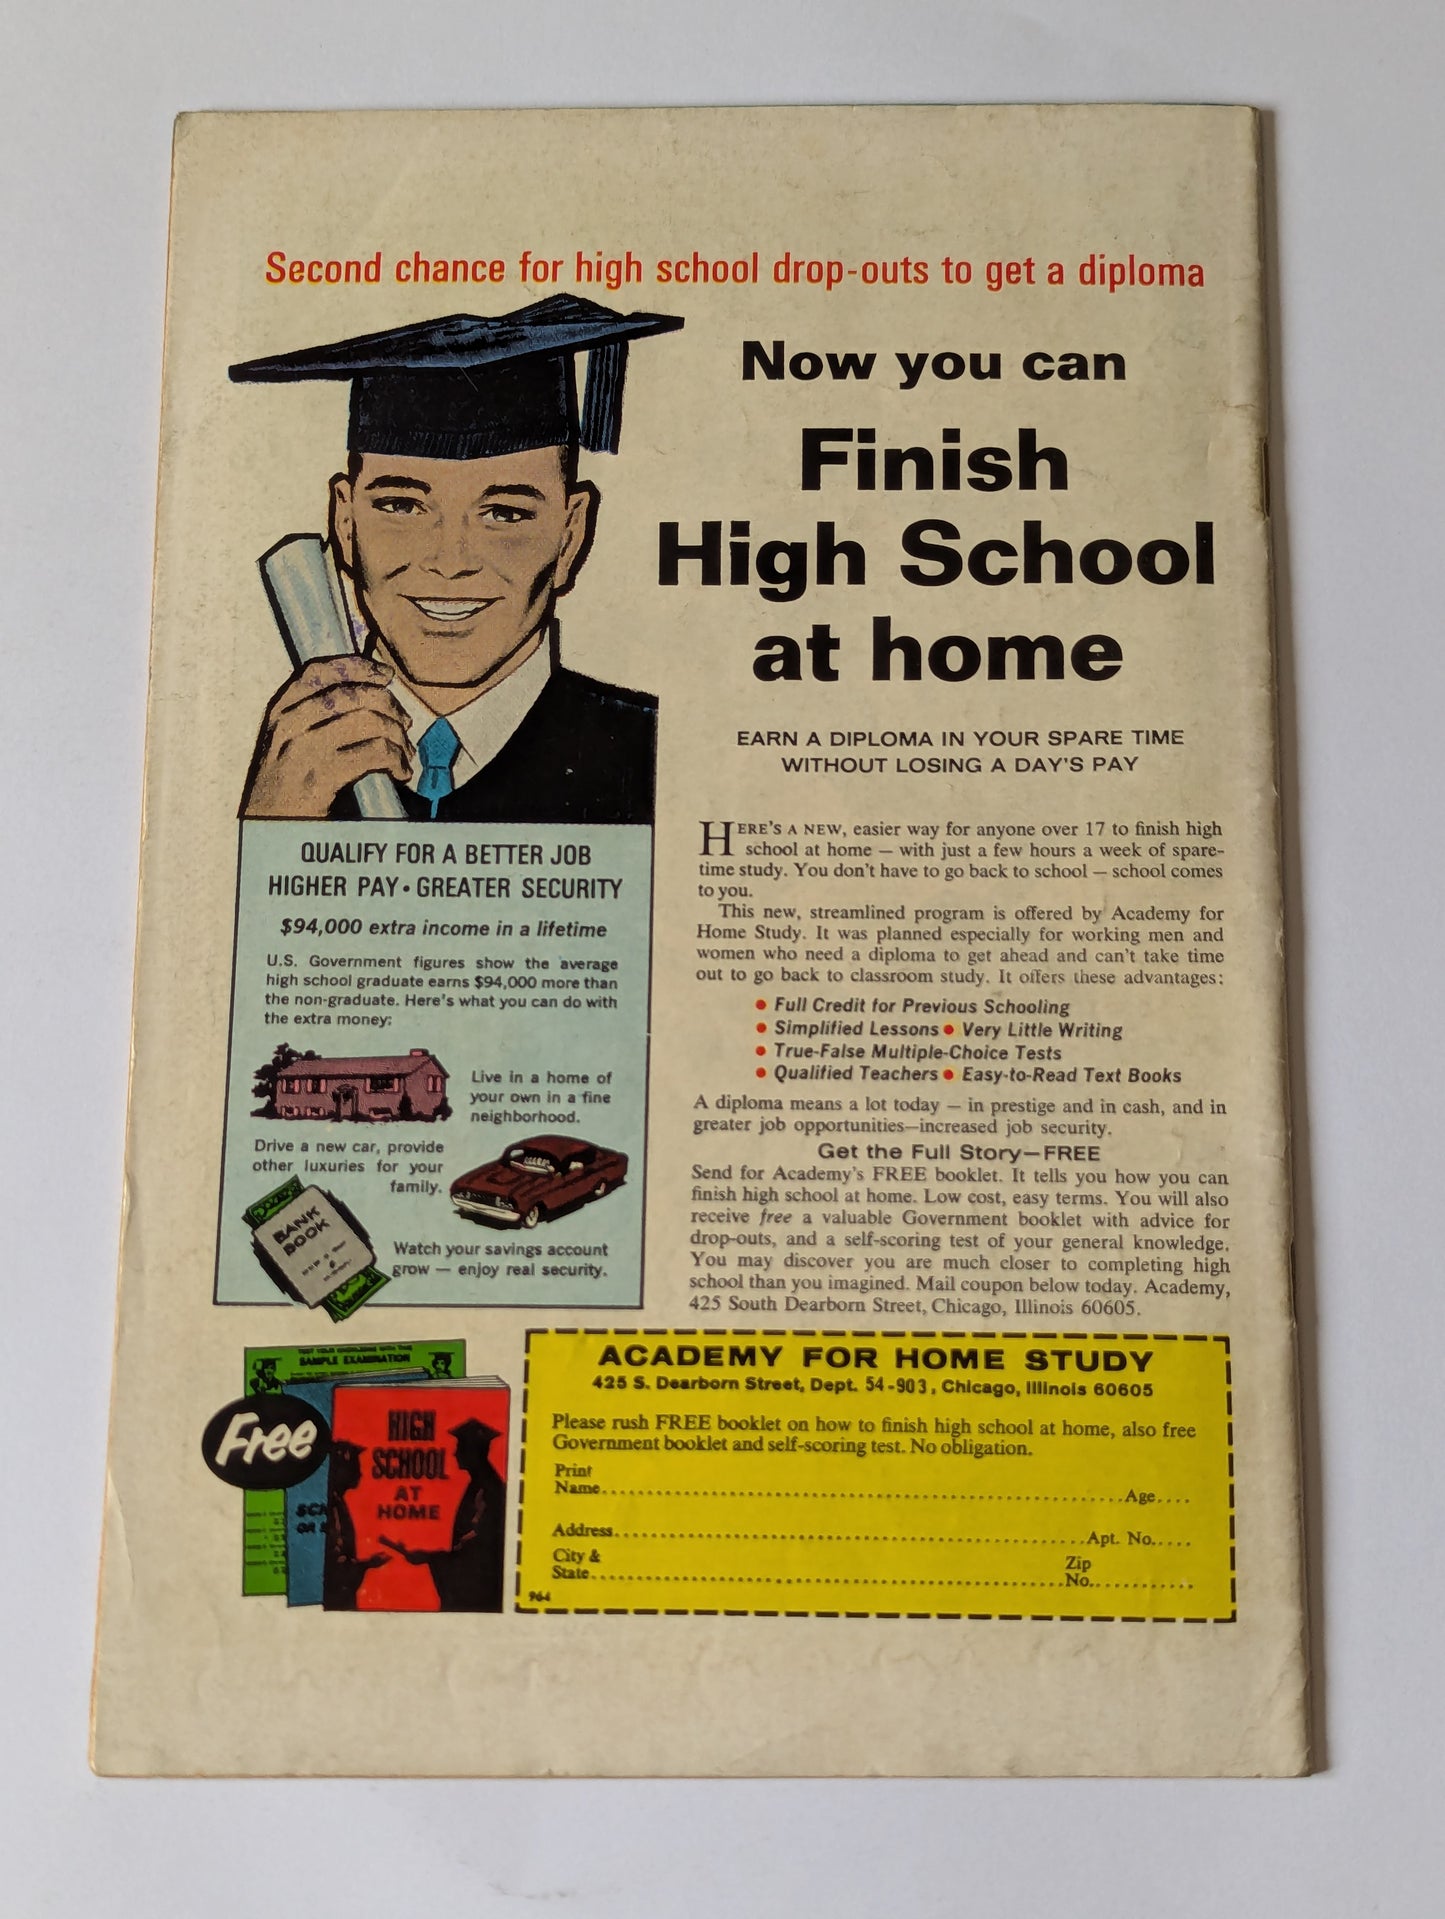 Second chance for high school drop-outs to get a diploma
Now you can
Finish
High School
at home
EARN A DIPLOMA IN YOUR SPARE TIME
WITHOUT LOSING A DAY'S PAY
HERE'S A NEW, easier way for anyone over 17 to finish high
school at home — with just a few hours a week of spare-
time study. You don't have to go back to school — school comes
to you.
This new, streamlined program is offered by Academy for
Home Study. It was planned especially for working men and
women who need a diploma to get ahead and can't take time
out to go back to classroom study. It offers these advantages:
• Full Credit for Previous Schooling
• Simplified Lessons • Very Little Writing
• True-False Multiple-Choice Tests
• Qualified Teachers • Easy-to-Read Text Books
A diploma means a lot today — in prestige and in cash, and in
greater job opportunities—increased job security.
Get the Full Story—FREE
Send for Academy's FREE booklet. It tells you how you can
finish high school at home. Low cost, easy terms. You will also
receive free a valuable Government booklet with advice for
drop-outs, and a self-scoring test of your general knowledge.
You may discover you are much closer to completing high
school than you imagined. Mail coupon below today. Academy,
425 South Dearborn Street, Chicago, Illinois 60605.
QUALIFY FOR A BETTER JOB
HIGHER PAY • GREATER SECURITY
$94,000 extra income in a lifetime
U.S. Government figures show the average
high school graduate earns $94,000 more than
the non-graduate. Here's what you can do with
the extra money:
Live in a home of
your own in a fine
neighborhood.
Drive a new car, provide
other luxuries for your
family.
BANK
BOOK
Watch your savings account
grow — enjoy real security.
TEST YOUR KNOWLEDGE WITH THIS
SAMPLE EXAMINATION
Free
HIGH
SCHOOL
AT
HOME
SCH
OR
ACADEMY FOR HOME STUDY
425 S. Dearborn Street, Dept. 54-903, Chicago, Illinois 60605
Please rush FREE booklet on how to finish high school at home, also free
Government booklet and self-scoring test. No obligation.
Print
Name.......Age....
Address.......Apt. No.....
City & Zip
State.......No..........
964